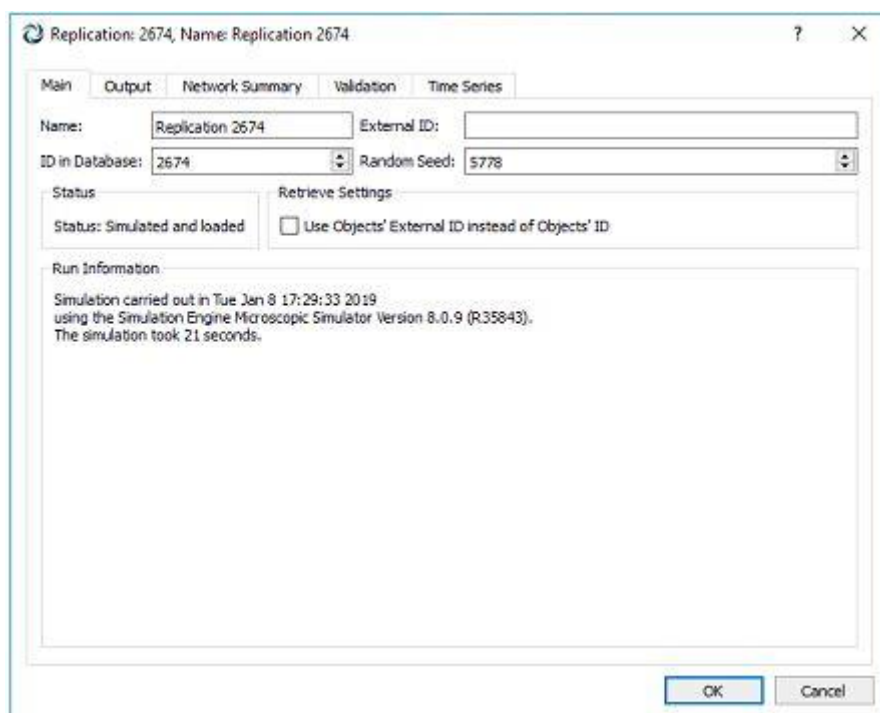 Replication: 2674, Name: Replication 2674 ?
Main Output Network Summary Validation Time Series
Name: Replication 2674 External ID:
ID in Database: 2674 Random Seed: 5778
Status Retrieve Settings
Status: Simulated and loaded Use Objects' External ID instead of Objects' ID
Run Information
Simulation carried out in Tue Jan 8 17:29:33 2019
using the Simulation Engine Microscopic Simulator Version 8.0.9 (R35843).
The simulation took 21 seconds.
OK Cancel